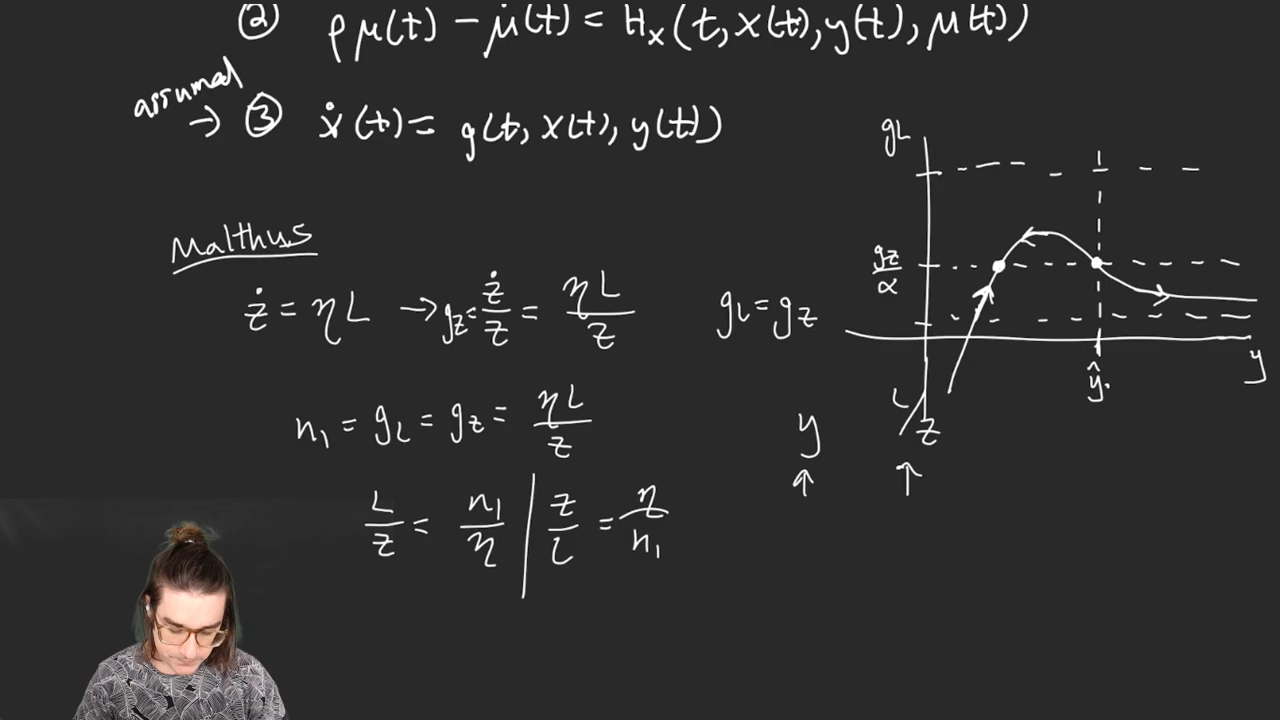 ② ρμ(t) − μ̇(t) = Hx(t, x(t), y(t), μ(t))
assumed
→ ③ ẋ(t) = g(t, x(t), y(t))
Malthus
ż = ηL → gz = ż/z = ηL/z
gL = gz
n₁ = gL = gz = ηL/z
L/z = n₁/η | z/L = η/n₁
y
↑
L/z
↑
gL
gz/α
ŷ
y